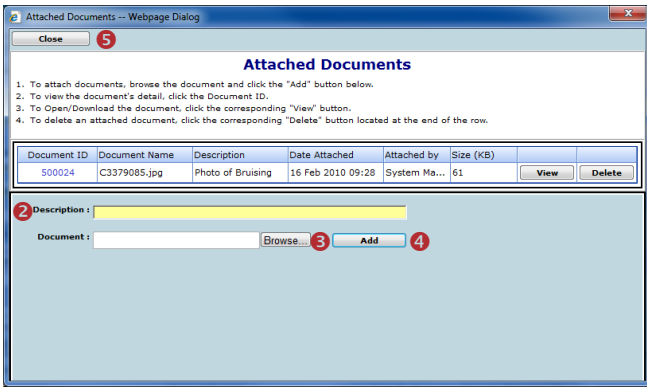 Attached Documents -- Webpage Dialog
x
Close 5
Attached Documents
1. To attach documents, browse the document and click the "Add" button below.
2. To view the document's detail, click the Document ID.
3. To Open/Download the document, click the corresponding "View" button.
4. To delete an attached document, click the corresponding "Delete" button located at the end of the row.
Document ID Document Name Description Date Attached Attached by Size (KB)
500024 C3379085.jpg Photo of Bruising 16 Feb 2010 09:28 System Ma... 61 View Delete
2 Description :
Document : Browse... 3 Add 4